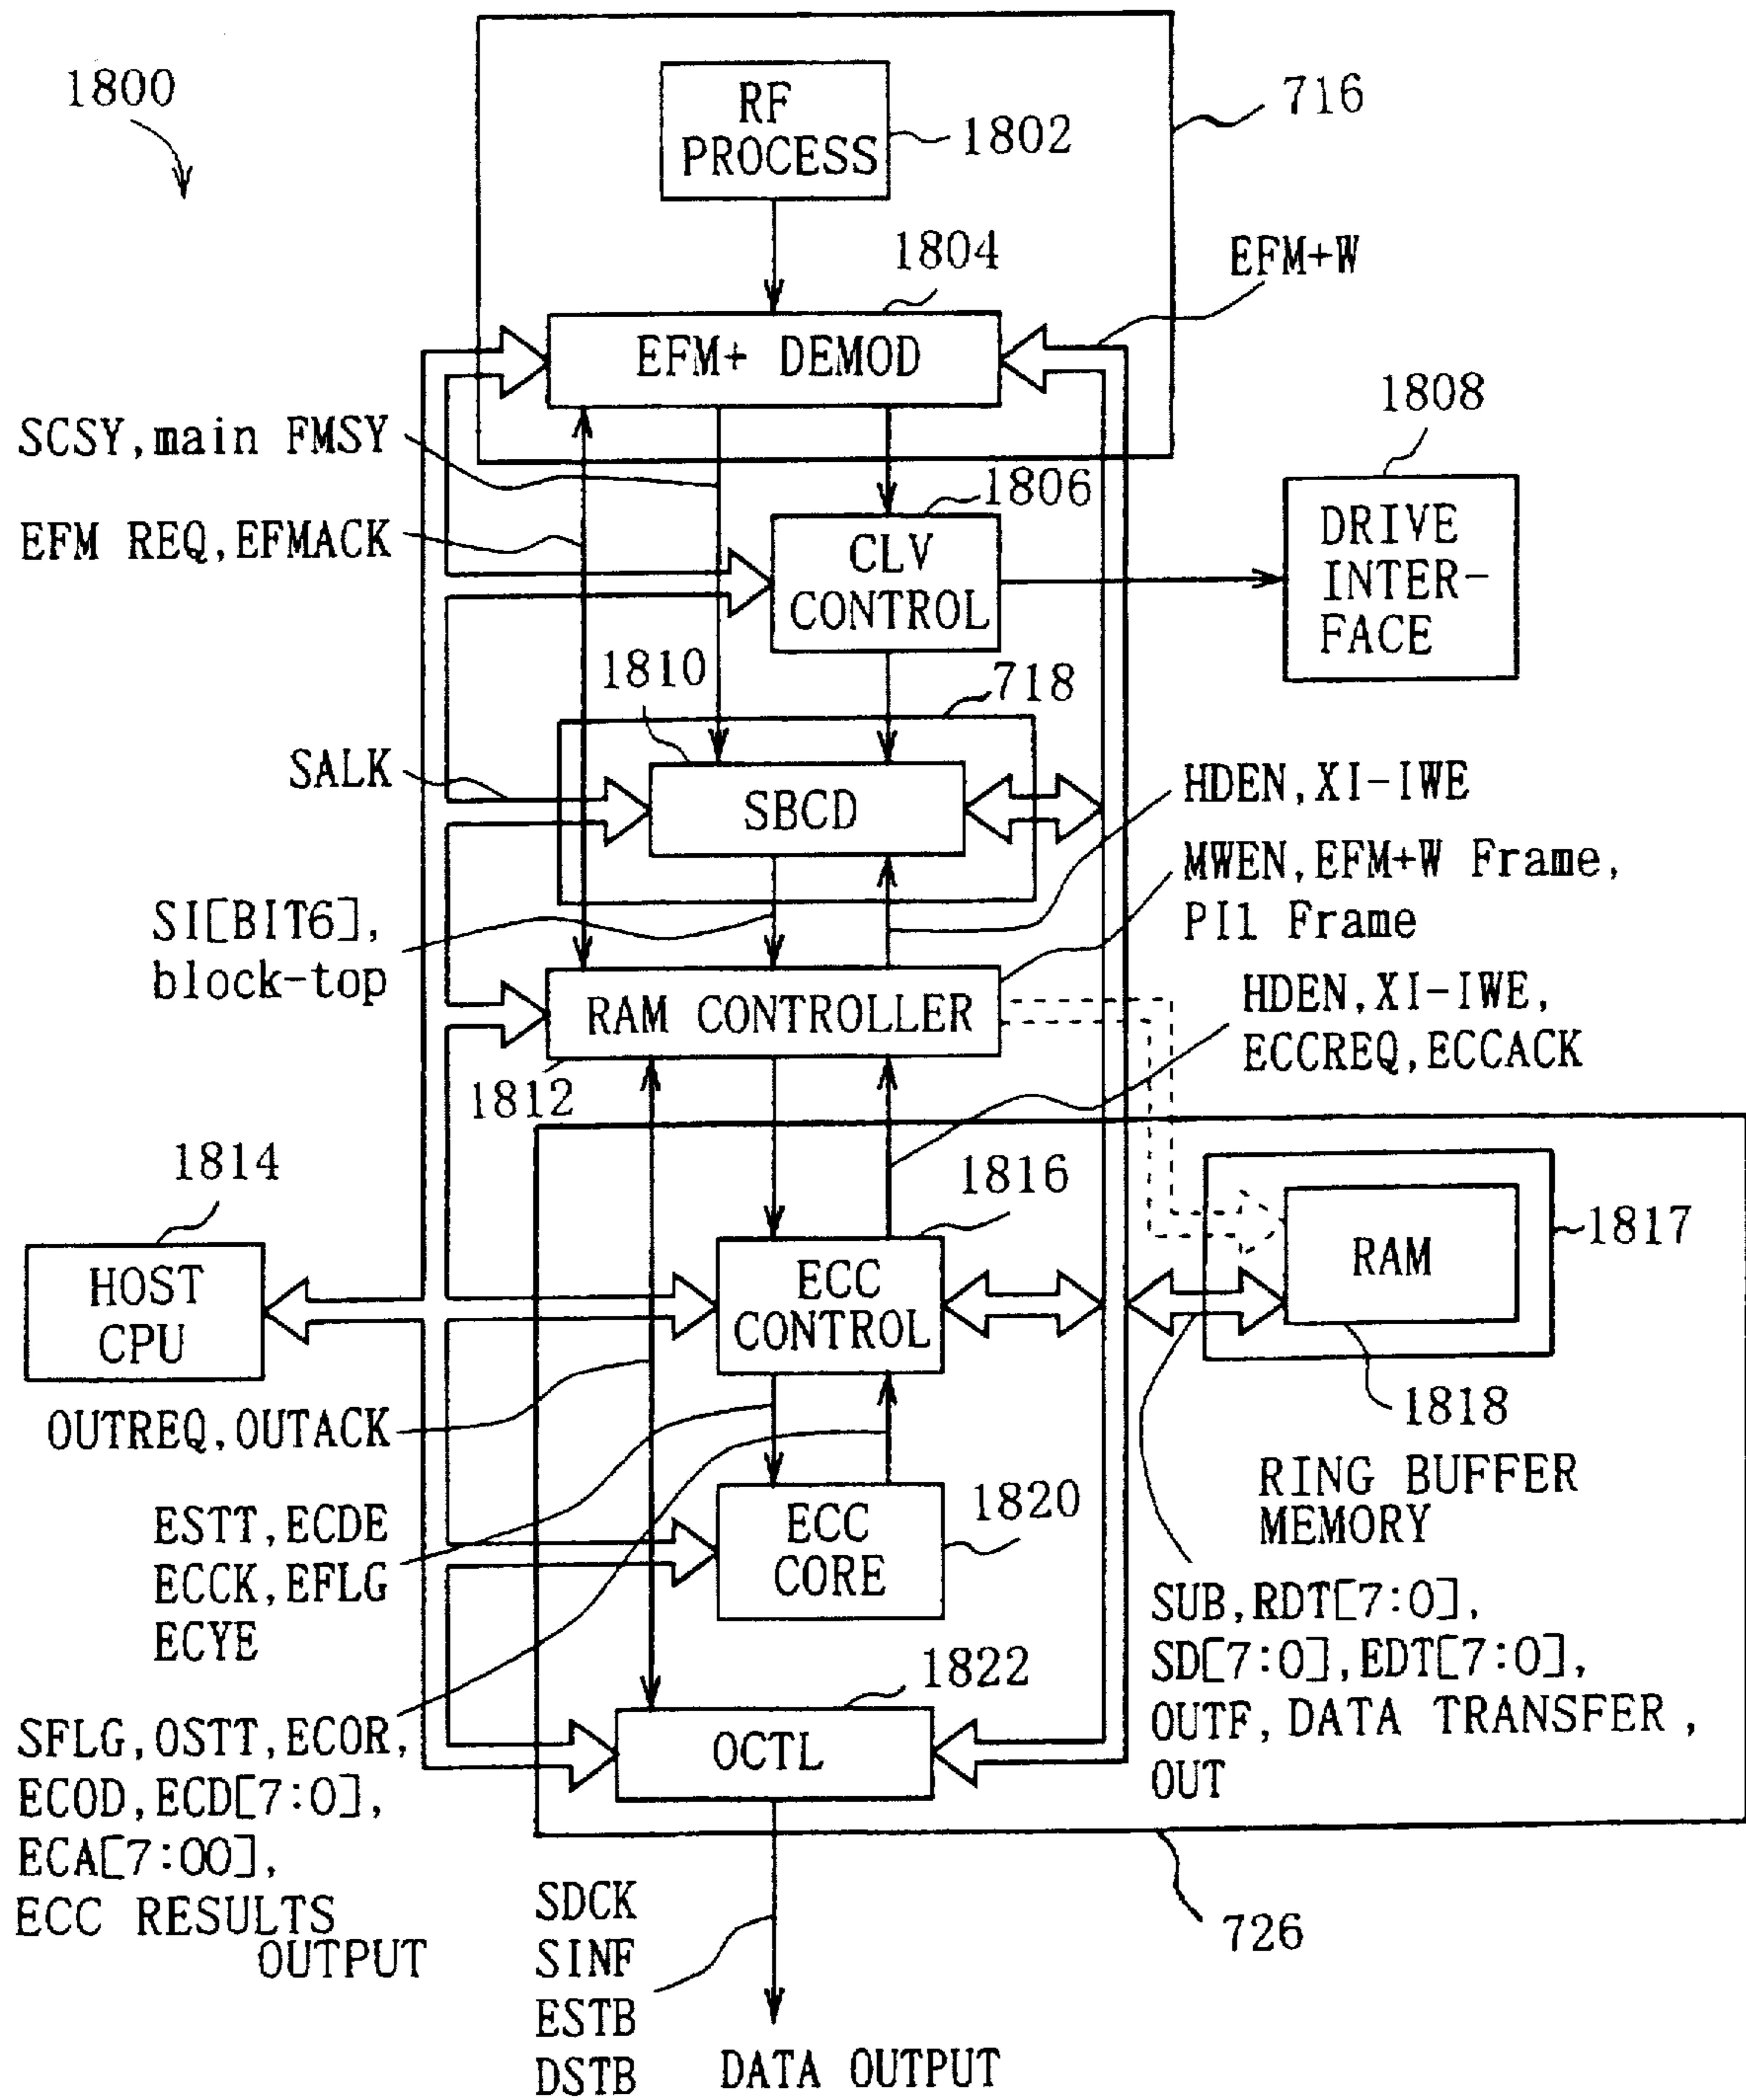 1800
RF
PROCESS
1802
716
1804
EFM+W
EFM+ DEMOD
1808
SCSY,main FMSY
1806
EFM REQ,EFMACK
CLV
CONTROL
DRIVE
INTER-
FACE
1810
718
SALK
SBCD
HDEN,XI-IWE
MWEN,EFM+W Frame,
PI1 Frame
SI[BIT6],
block-top
RAM CONTROLLER
HDEN,XI-IWE,
ECCREQ,ECCACK
1812
1814
1816
1817
HOST
CPU
ECC
CONTROL
RAM
1818
OUTREQ,OUTACK
RING BUFFER
MEMORY
ESTT,ECDE
ECCK,EFLG
ECYE
ECC
CORE
1820
SUB,RDT[7:0],
SD[7:0],EDT[7:0],
OUTF,DATA TRANSFER,
OUT
1822
SFLG,OSTT,ECOR,
ECOD,ECD[7:0],
ECA[7:00],
ECC RESULTS
OUTPUT
OCTL
726
SDCK
SINF
ESTB
DSTB
DATA OUTPUT